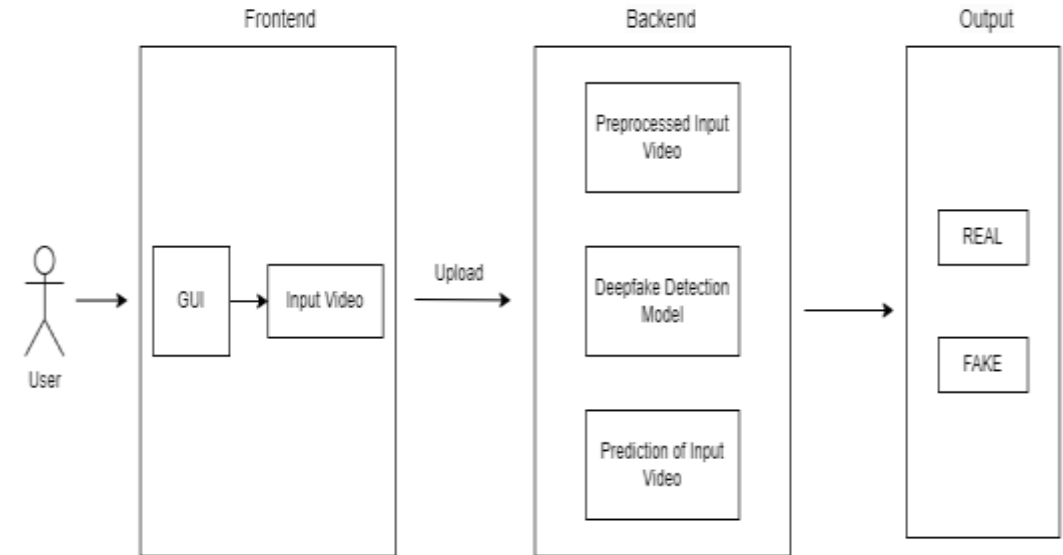 Frontend
Backend
Output
User
GUI
Input Video
Upload
Preprocessed Input
Video
Deepfake Detection
Model
Prediction of Input
Video
REAL
FAKE